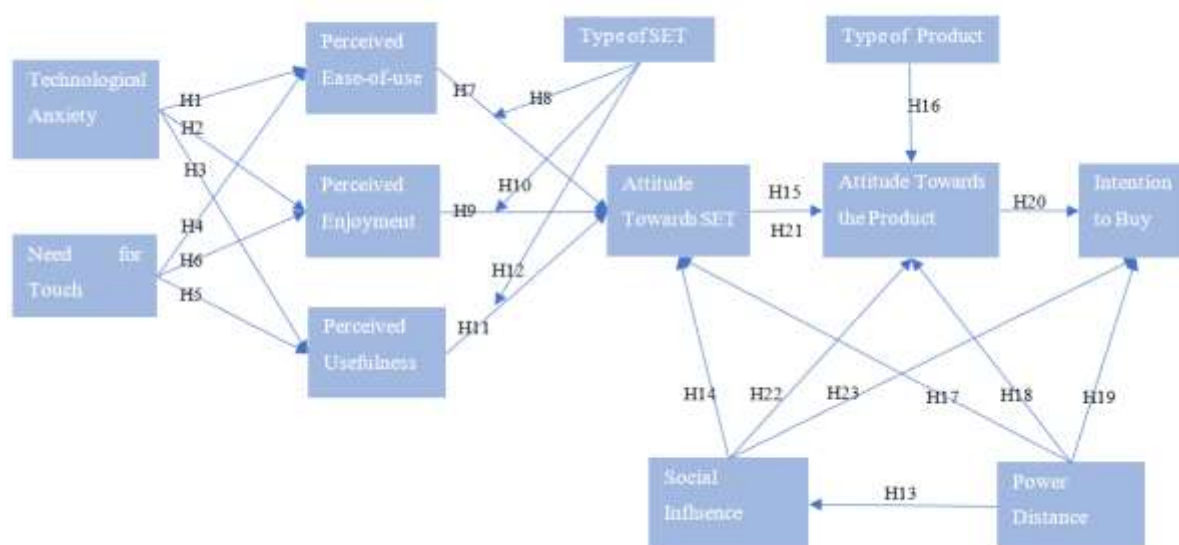 Perceived
Ease-of-use
Type of SET
Type of Product
Technological
Anxiety
H1
H2
H3
H7
H8
H16
Perceived
Enjoyment
H10
H9
Attitude
Towards SET
H15
H21
Attitude Towards
the Product
H20
Intention
to Buy
Need for
Touch
H4
H6
H5
H12
Perceived
Usefulness
H11
H14
H22
H23
H17
H18
H19
Social
Influence
H13
Power
Distance